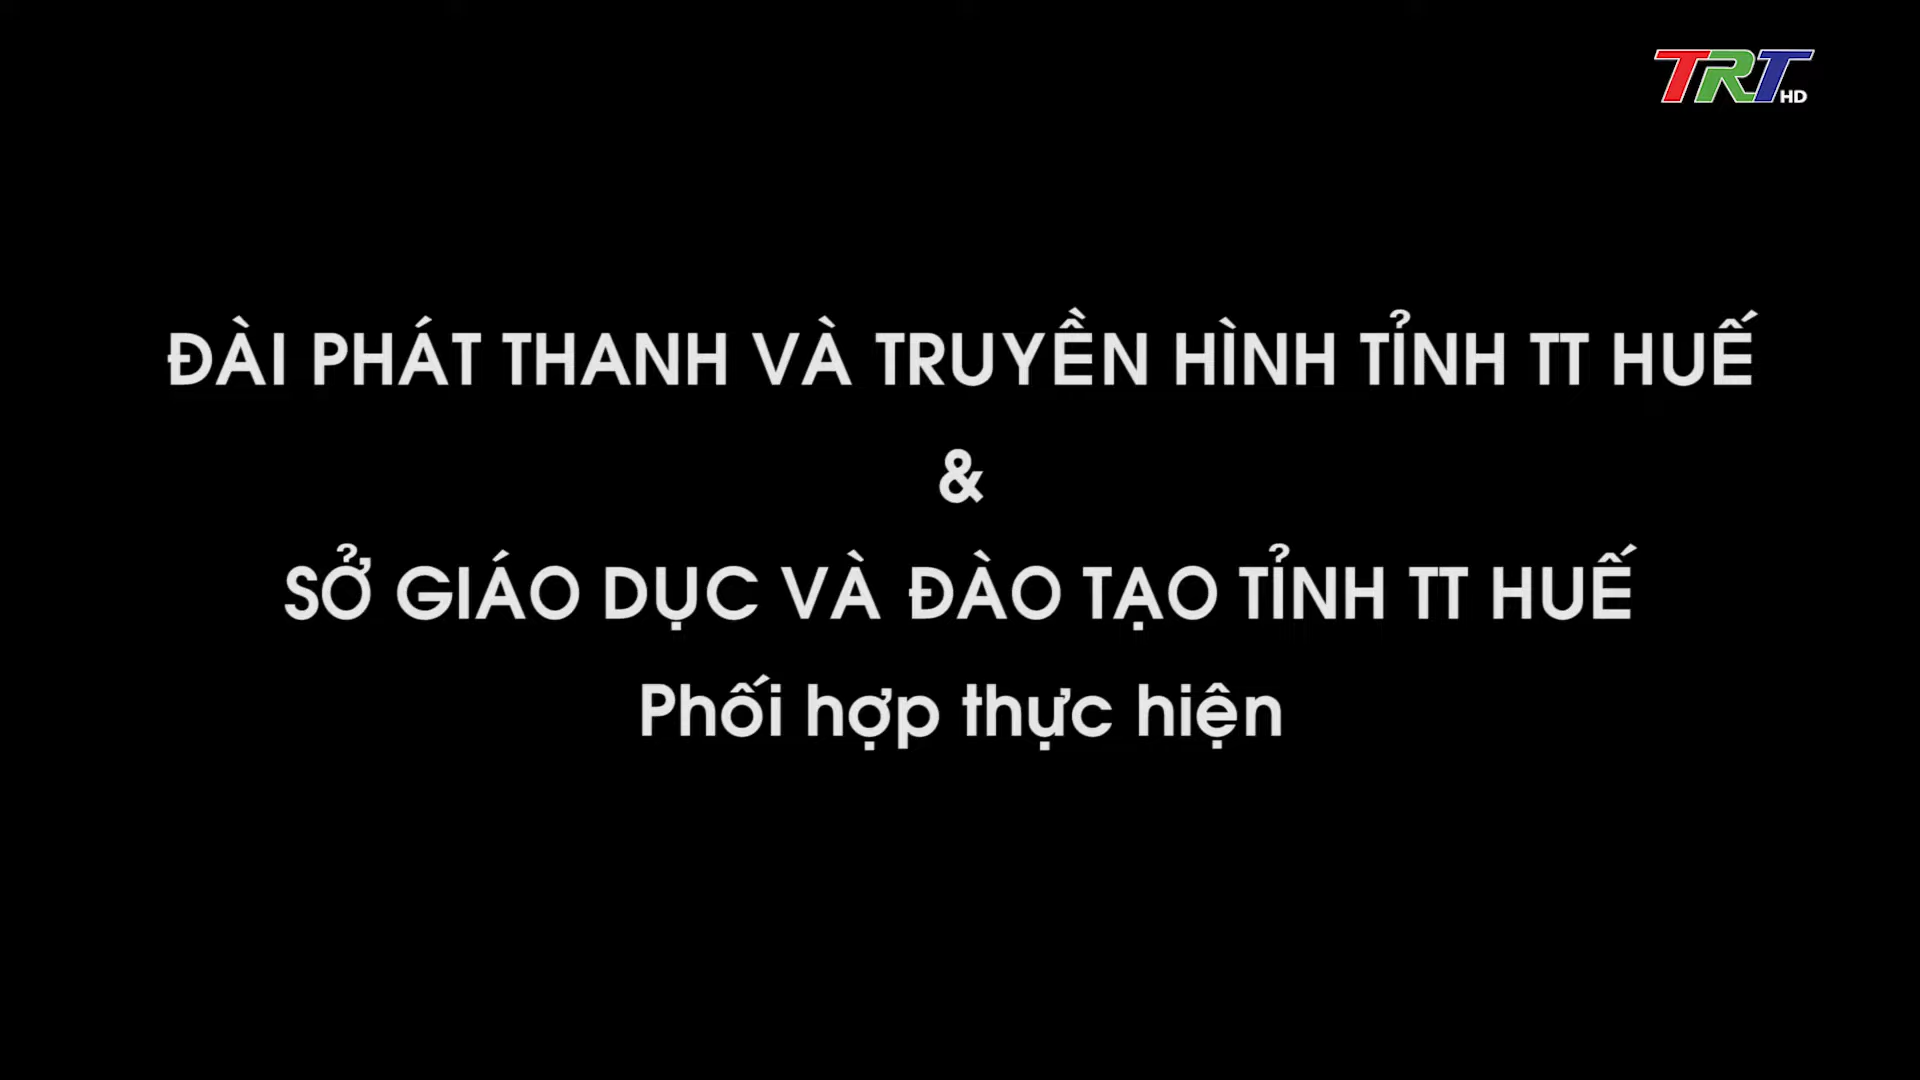 TRT HD
ĐÀI PHÁT THANH VÀ TRUYỀN HÌNH TỈNH TT HUẾ
&
SỞ GIÁO DỤC VÀ ĐÀO TẠO TỈNH TT HUẾ
Phối hợp thực hiện